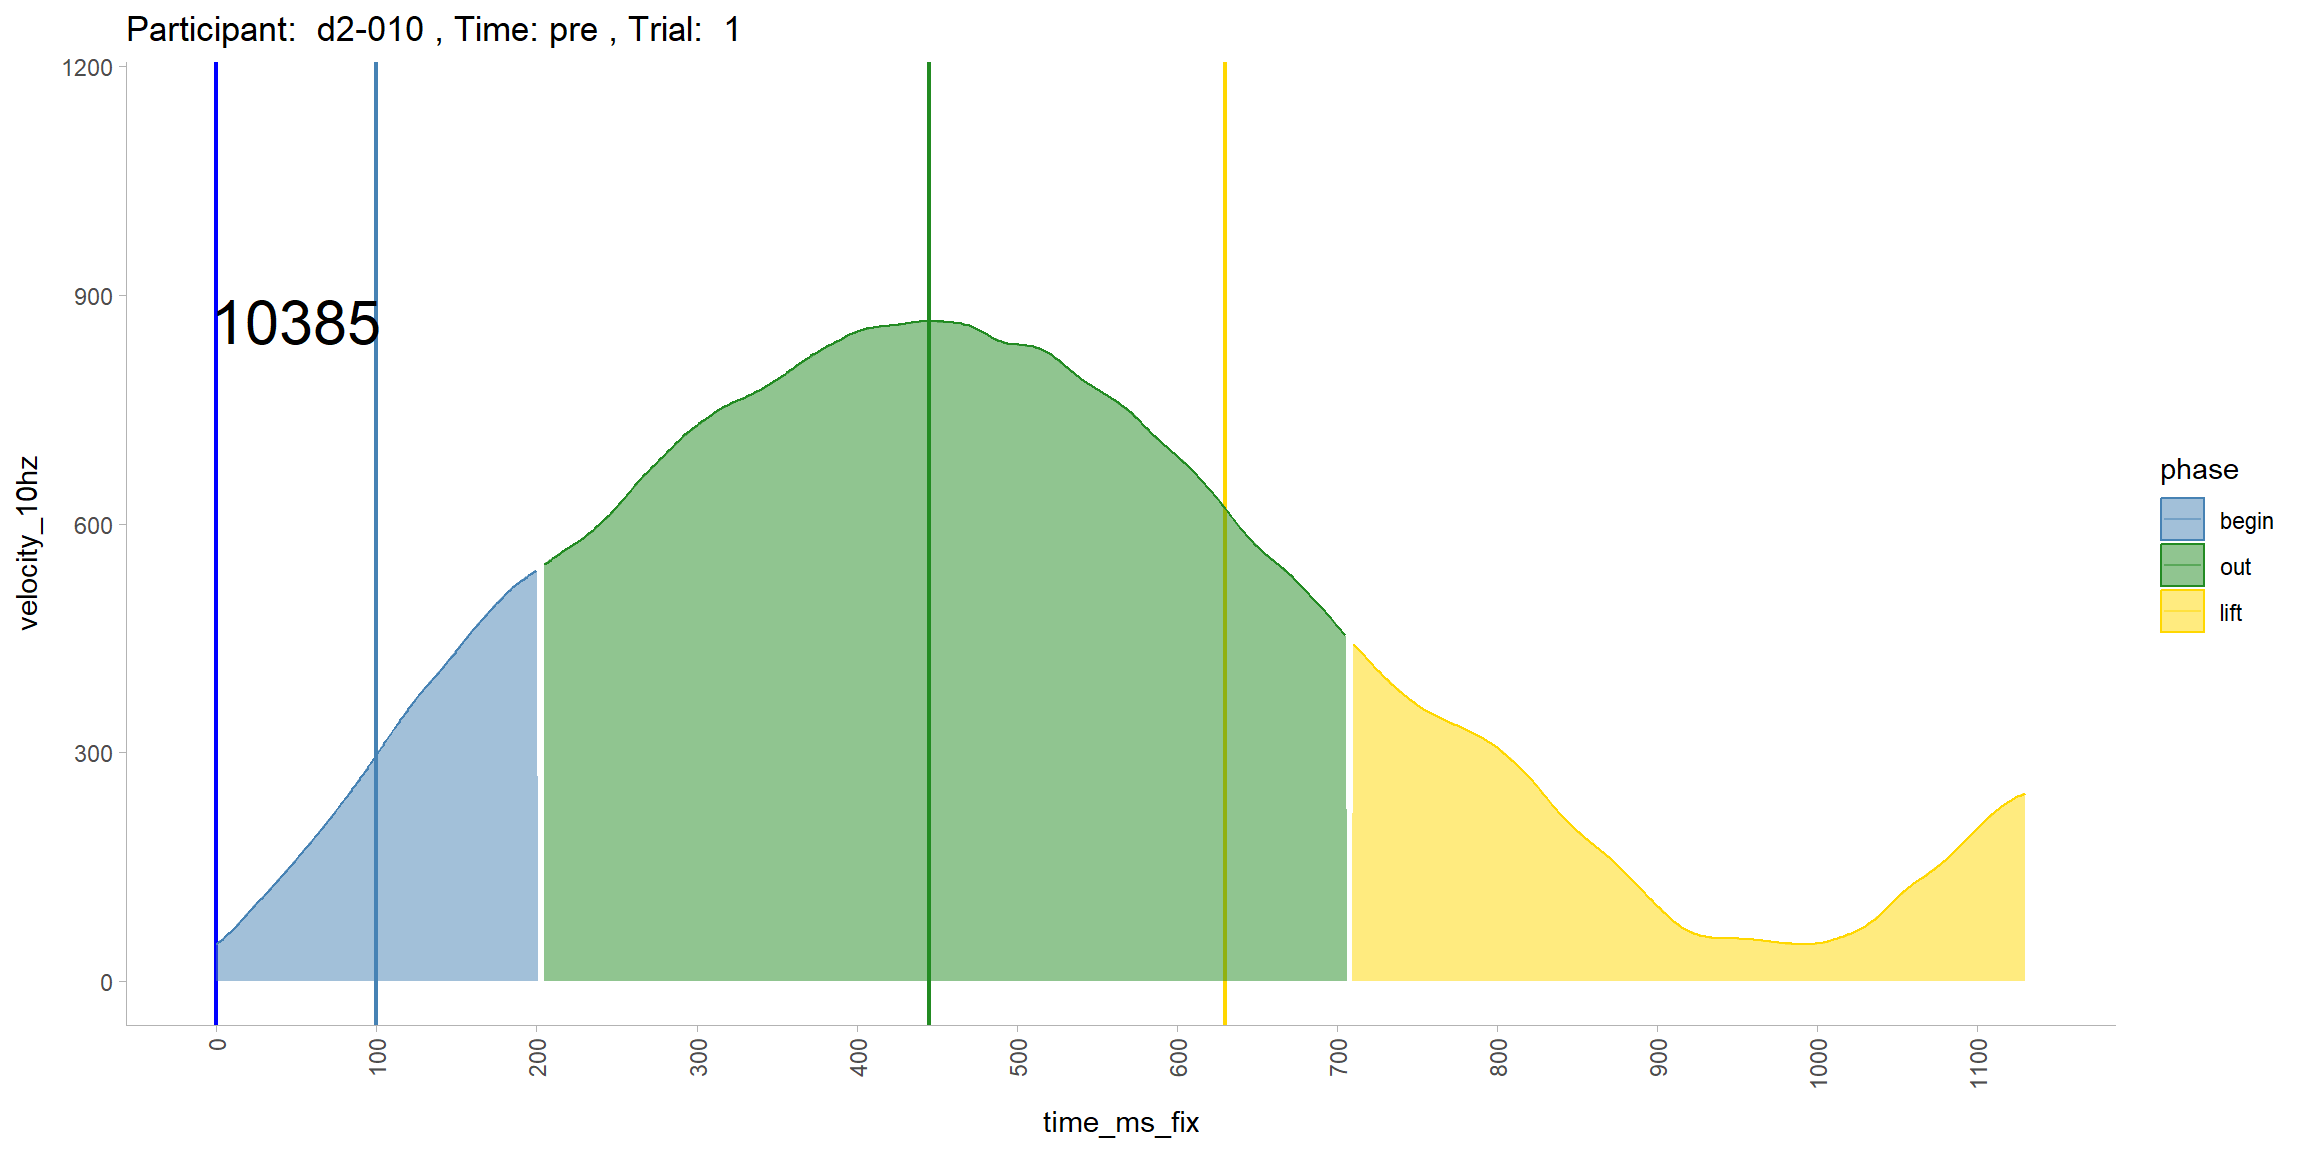 Participant:  d2-010 , Time: pre , Trial:  1
1200
900
600
300
0
velocity_10hz
10385
0
100
200
300
400
500
600
700
800
900
1000
1100
time_ms_fix
phase
begin
out
lift